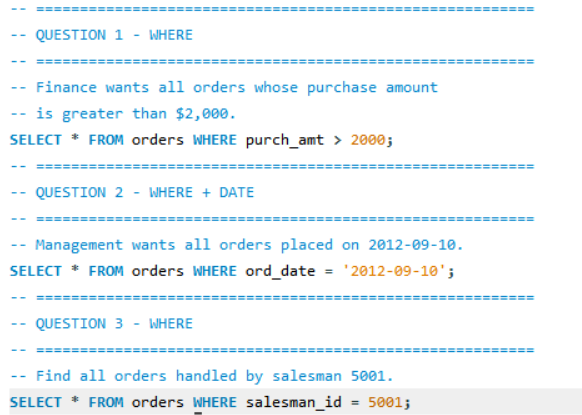 -- ======================================================
-- QUESTION 1 - WHERE
-- ======================================================
-- Finance wants all orders whose purchase amount
-- is greater than $2,000.
SELECT * FROM orders WHERE purch_amt > 2000;
-- ======================================================
-- QUESTION 2 - WHERE + DATE
-- ======================================================
-- Management wants all orders placed on 2012-09-10.
SELECT * FROM orders WHERE ord_date = '2012-09-10';
-- ======================================================
-- QUESTION 3 - WHERE
-- ======================================================
-- Find all orders handled by salesman 5001.
SELECT * FROM orders WHERE salesman_id = 5001;